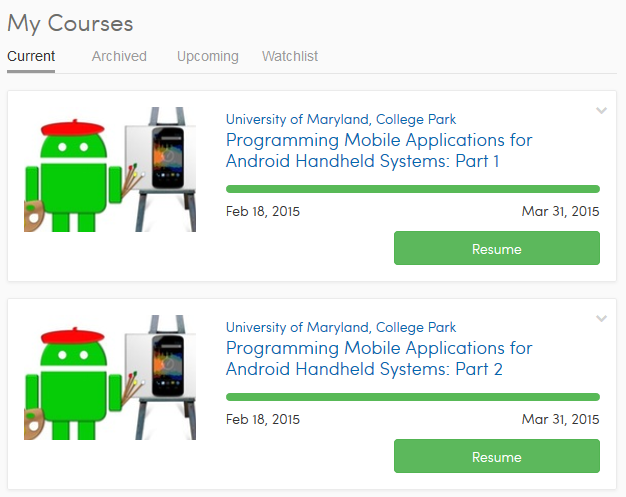 My Courses
Current Archived Upcoming Watchlist
University of Maryland, College Park
Programming Mobile Applications for
Android Handheld Systems: Part 1
Feb 18, 2015 Mar 31, 2015
Resume
University of Maryland, College Park
Programming Mobile Applications for
Android Handheld Systems: Part 2
Feb 18, 2015 Mar 31, 2015
Resume